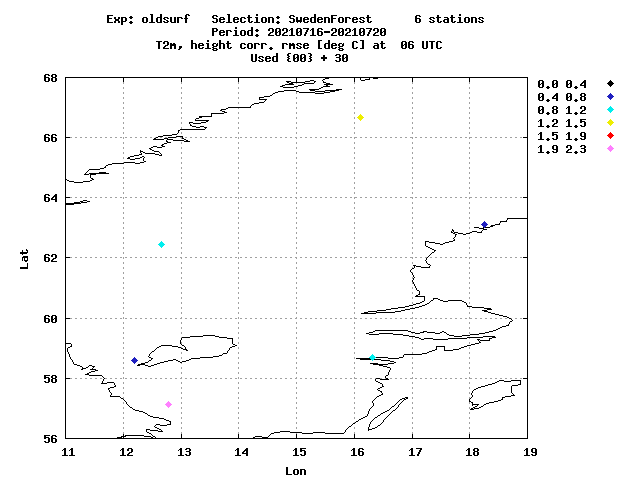 Exp: oldsurf   Selection: SwedenForest      6 stations
Period: 20210716-20210720
T2m, height corr. rmse [deg C] at  06 UTC
Used {00} + 30
68
66
64
62
60
58
56
Lat
11 12 13 14 15 16 17 18 19
Lon
0.0 0.4
0.4 0.8
0.8 1.2
1.2 1.5
1.5 1.9
1.9 2.3